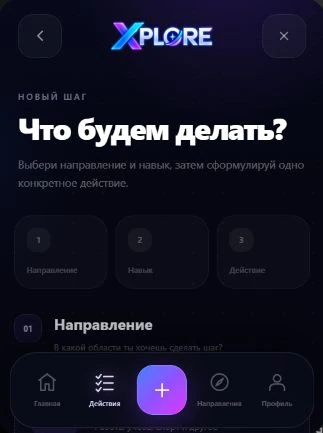 XPLORE
НОВЫЙ ШАГ
Что будем делать?
Выбери направление и навык, затем сформулируй одно
конкретное действие.
1
2
3
Направление
Навык
Действие
01
Направление
В какой области ты хочешь сделать шаг?
Главная
Действия
Направления
Профиль